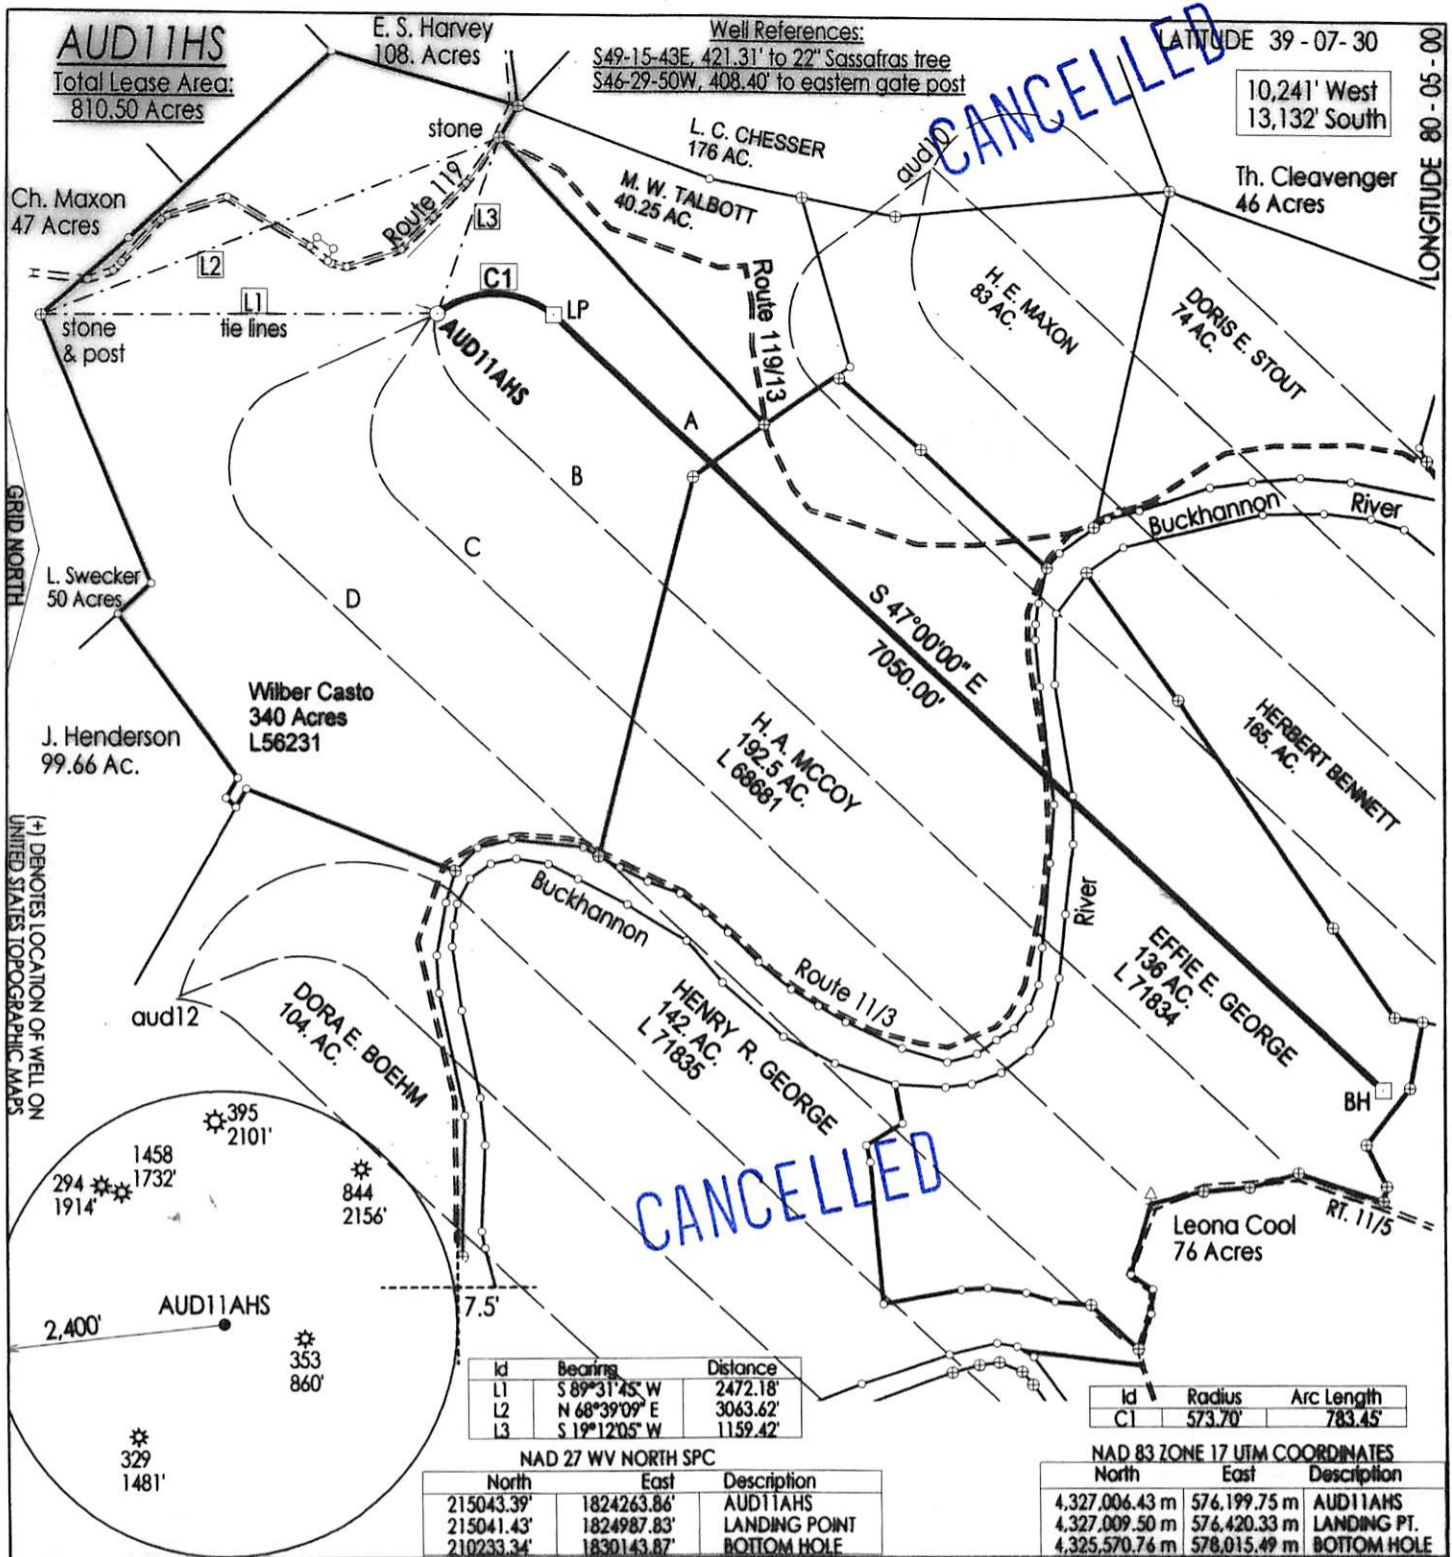 AUD11HS
Total Lease Area:
810.50 Acres
E. S. Harvey
108. Acres
Well References:
S49-15-43E, 421.31' to 22" Sassafras tree
S46-29-50W, 408.40' to eastern gate post
LATITUDE 39 - 07 - 30
10,241' West
13,132' South
LONGITUDE 80 - 05 - 00
CANCELLED
Ch. Maxon
47 Acres
stone
L. C. CHESSER
176 AC.
M. W. TALBOTT
40.25 AC.
aud10
Th. Cleavenger
46 Acres
Route 119
L3
L2
L1
tie lines
stone
& post
C1
LP
AUD11AHS
Route 119/13
H. E. MAXON
83 AC.
DORIS E. STOUT
74 AC.
A
B
C
D
Buckhannon
River
GRID NORTH
L. Swecker
50 Acres
S 47°00'00" E
7050.00'
Wilber Casto
340 Acres
L56231
J. Henderson
99.66 Ac.
H. A. MCCOY
192.5 AC.
L 68681
HERBERT BENNETT
165. AC.
(+) DENOTES LOCATION OF WELL ON
UNITED STATES TOPOGRAPHIC MAPS
Buckhannon
River
Route 11/3
EFFIE E. GEORGE
136 AC.
L 71834
HENRY R. GEORGE
142. AC.
L 71835
aud12
DORA E. BOEHM
104. AC.
BH
395
2101'
1458
1732'
294
1914'
844
2156'
CANCELLED
Leona Cool
76 Acres
RT. 11/5
AUD11AHS
2,400'
353
860'
329
1481'
7.5'
Id Bearing Distance
L1 S 89°31'45" W 2472.18'
L2 N 68°39'09" E 3063.62'
L3 S 19°12'05" W 1159.42'
Id Radius Arc Length
C1 573.70' 783.45'
NAD 27 WV NORTH SPC
North East Description
215043.39' 1824263.86' AUD11AHS
215041.43' 1824987.83' LANDING POINT
210233.34' 1830143.87' BOTTOM HOLE
NAD 83 ZONE 17 UTM COORDINATES
North East Description
4,327,006.43 m 576,199.75 m AUD11AHS
4,327,009.50 m 576,420.33 m LANDING PT.
4,325,570.76 m 578,015.49 m BOTTOM HOLE